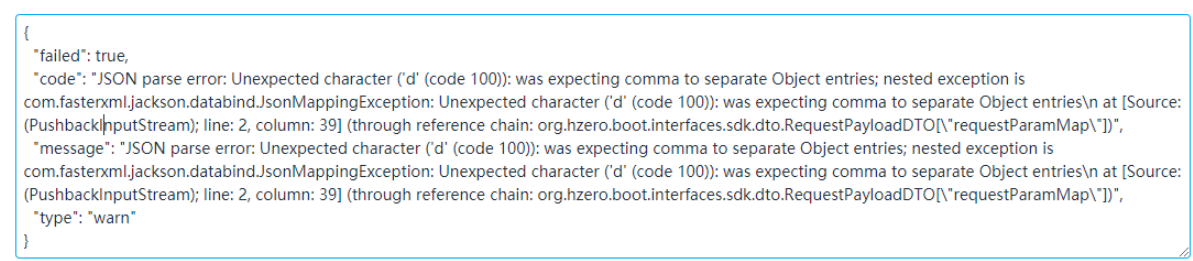 {
"failed": true,
"code": "JSON parse error: Unexpected character ('d' (code 100)): was expecting comma to separate Object entries; nested exception is
com.fasterxml.jackson.databind.JsonMappingException: Unexpected character ('d' (code 100)): was expecting comma to separate Object entries\n at [Source:
(PushbackInputStream); line: 2, column: 39] (through reference chain: org.hzero.boot.interfaces.sdk.dto.RequestPayloadDTO[\"requestParamMap\"])",
"message": "JSON parse error: Unexpected character ('d' (code 100)): was expecting comma to separate Object entries; nested exception is
com.fasterxml.jackson.databind.JsonMappingException: Unexpected character ('d' (code 100)): was expecting comma to separate Object entries\n at [Source:
(PushbackInputStream); line: 2, column: 39] (through reference chain: org.hzero.boot.interfaces.sdk.dto.RequestPayloadDTO[\"requestParamMap\"])",
"type": "warn"
}